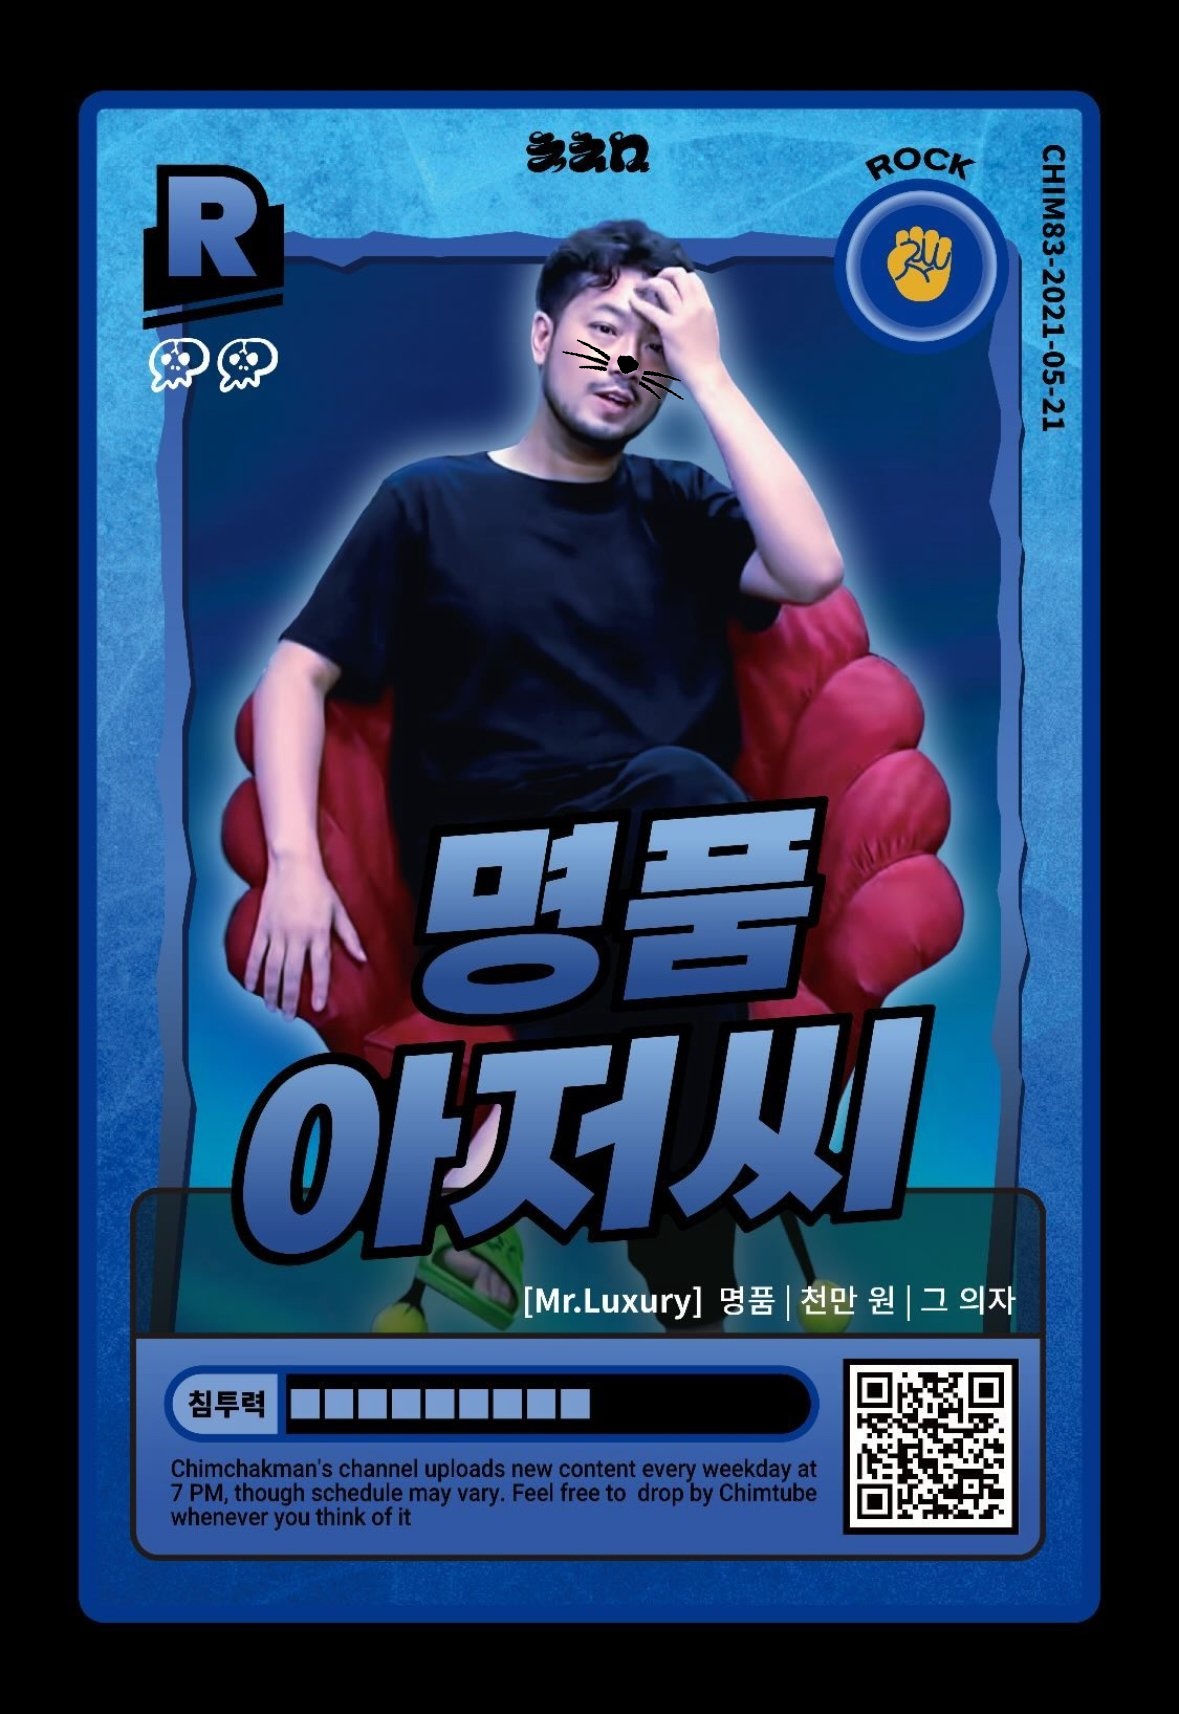 R
ROCK
CHIM83-2021-05-21
명품
아저씨
[Mr.Luxury] 명품 | 천만 원 | 그 의자
침투력
Chimchakman's channel uploads new content every weekday at
7 PM, though schedule may vary. Feel free to drop by Chimtube
whenever you think of it